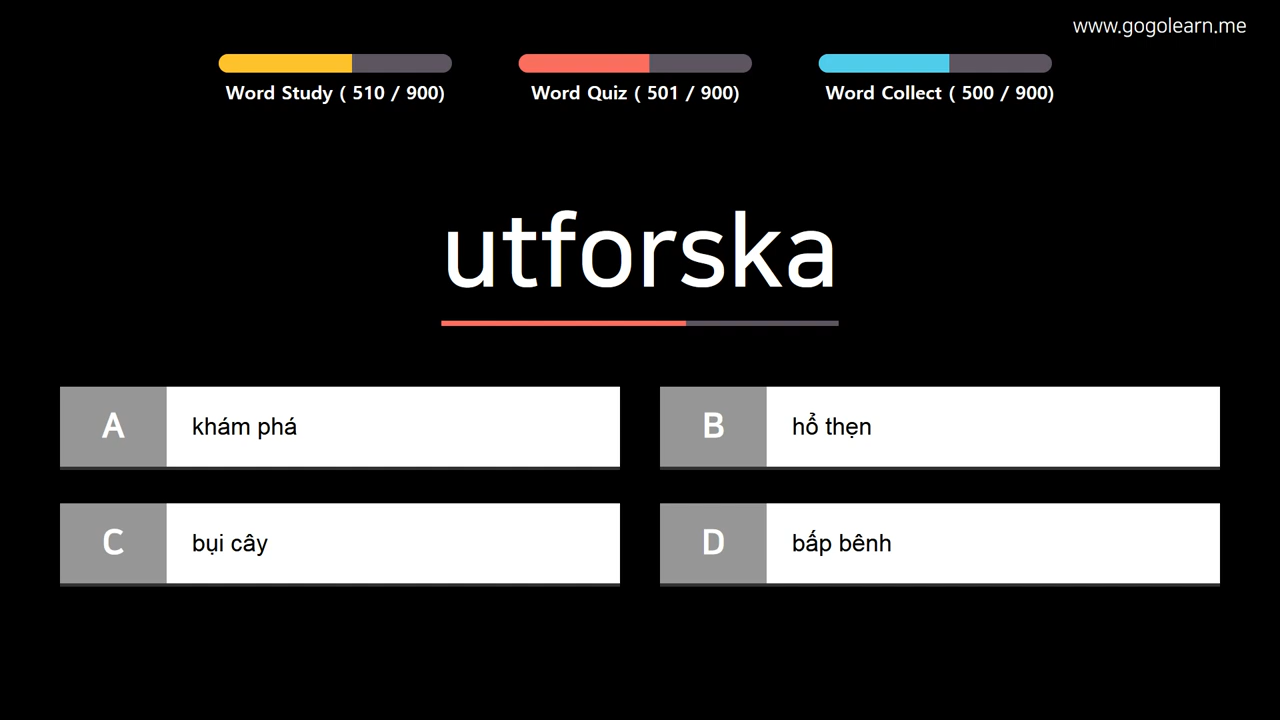 www.gogolearn.me
Word Study ( 510 / 900)
Word Quiz ( 501 / 900)
Word Collect ( 500 / 900)
utforska
A khám phá
B hổ thẹn
C bụi cây
D bấp bênh